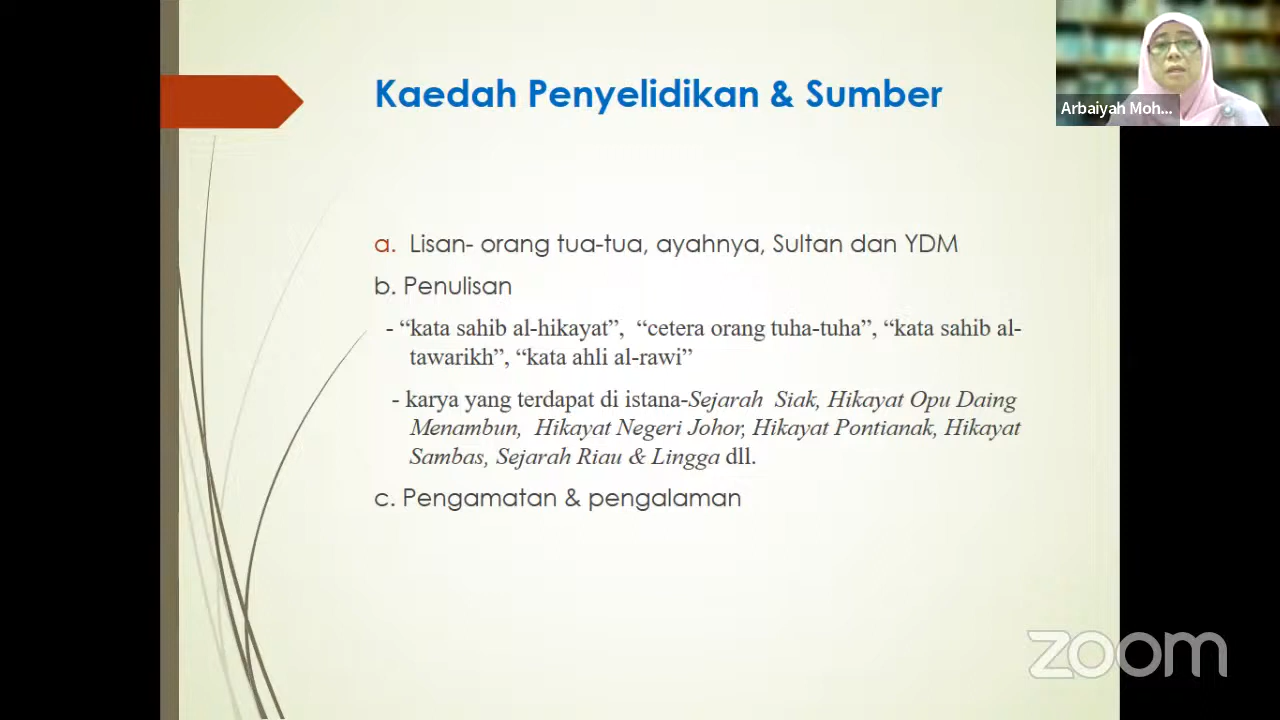 Kaedah Penyelidikan & Sumber
Arbaiyah Moh...
a. Lisan- orang tua-tua, ayahnya, Sultan dan YDM
b. Penulisan
- “kata sahib al-hikayat”, “cetera orang tuha-tuha”, “kata sahib al-
tawarikh”, “kata ahli al-rawi”
- karya yang terdapat di istana-Sejarah Siak, Hikayat Opu Daing
Menambun, Hikayat Negeri Johor, Hikayat Pontianak, Hikayat
Sambas, Sejarah Riau & Lingga dll.
c. Pengamatan & pengalaman
zoom